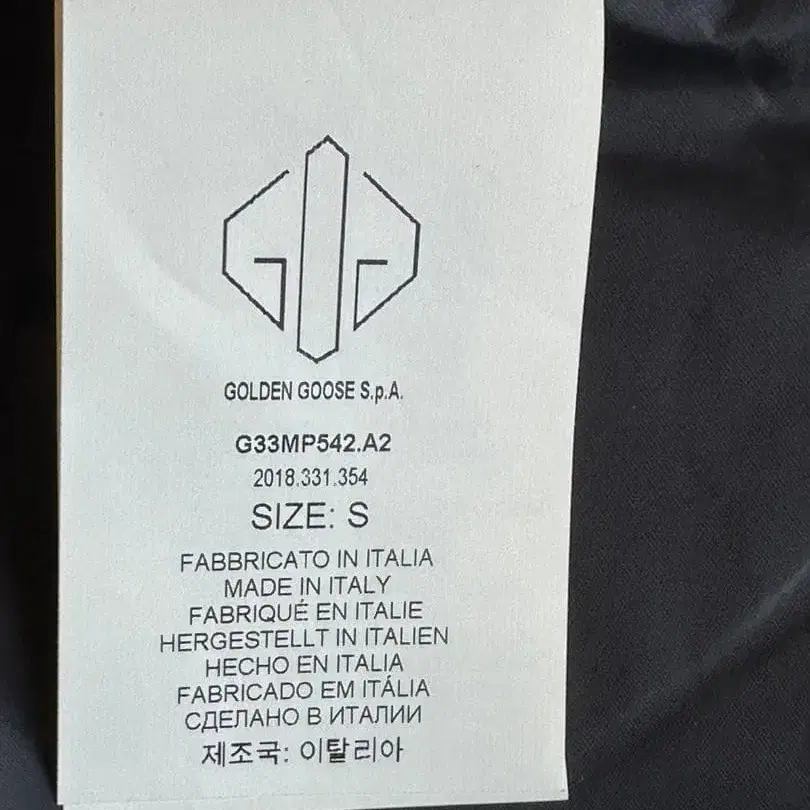 GOLDEN GOOSE S.p.A.
G33MP542.A2
2018.331.354
SIZE: S
FABBRICATO IN ITALIA
MADE IN ITALY
FABRIQUÉ EN ITALIE
HERGESTELLT IN ITALIEN
HECHO EN ITALIA
FABRICADO EM ITÁLIA
СДЕЛАНО В ИТАЛИИ
제조국: 이탈리아